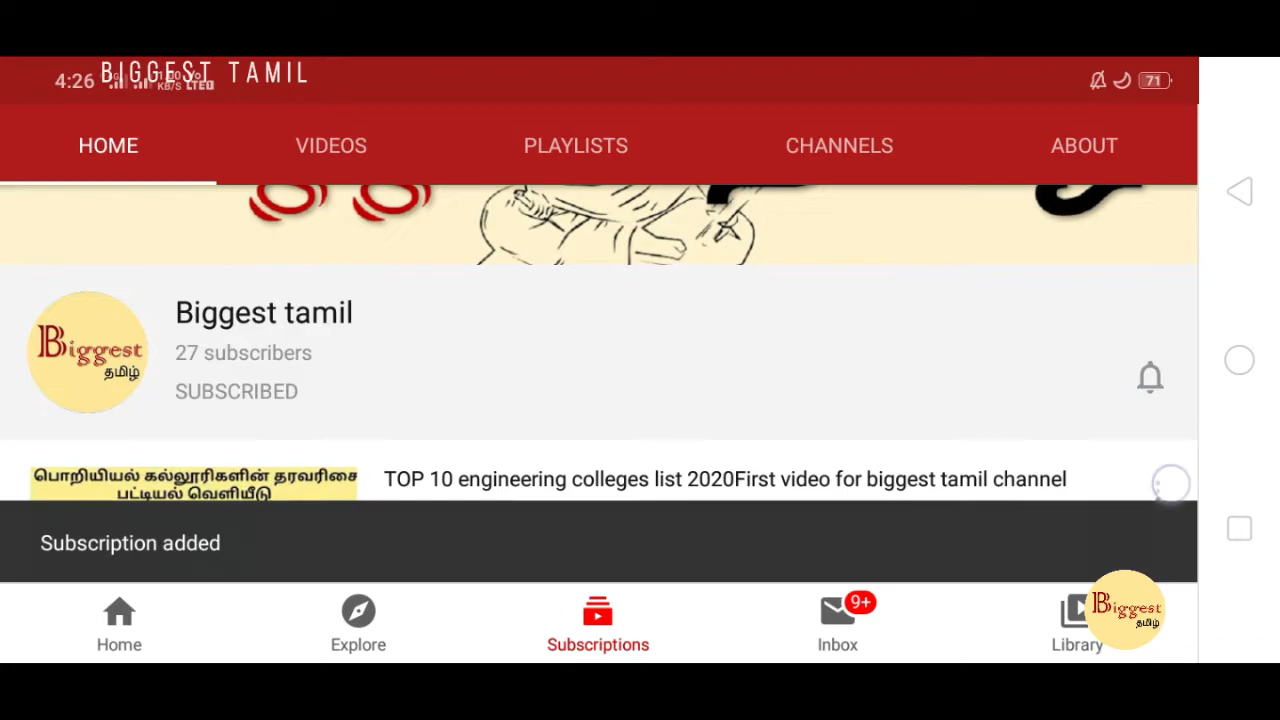 BIGGEST TAMIL
4:26
KB/S
71
HOME VIDEOS PLAYLISTS CHANNELS ABOUT
Biggest tamil
27 subscribers
SUBSCRIBED
Biggest
தமிழ்
பொறியியல் கல்லூரிகளின் தரவரிசை
பட்டியல் வெளியீடு
TOP 10 engineering colleges list 2020First video for biggest tamil channel
Subscription added
9+
Home Explore Subscriptions Inbox Library
Biggest
தமிழ்